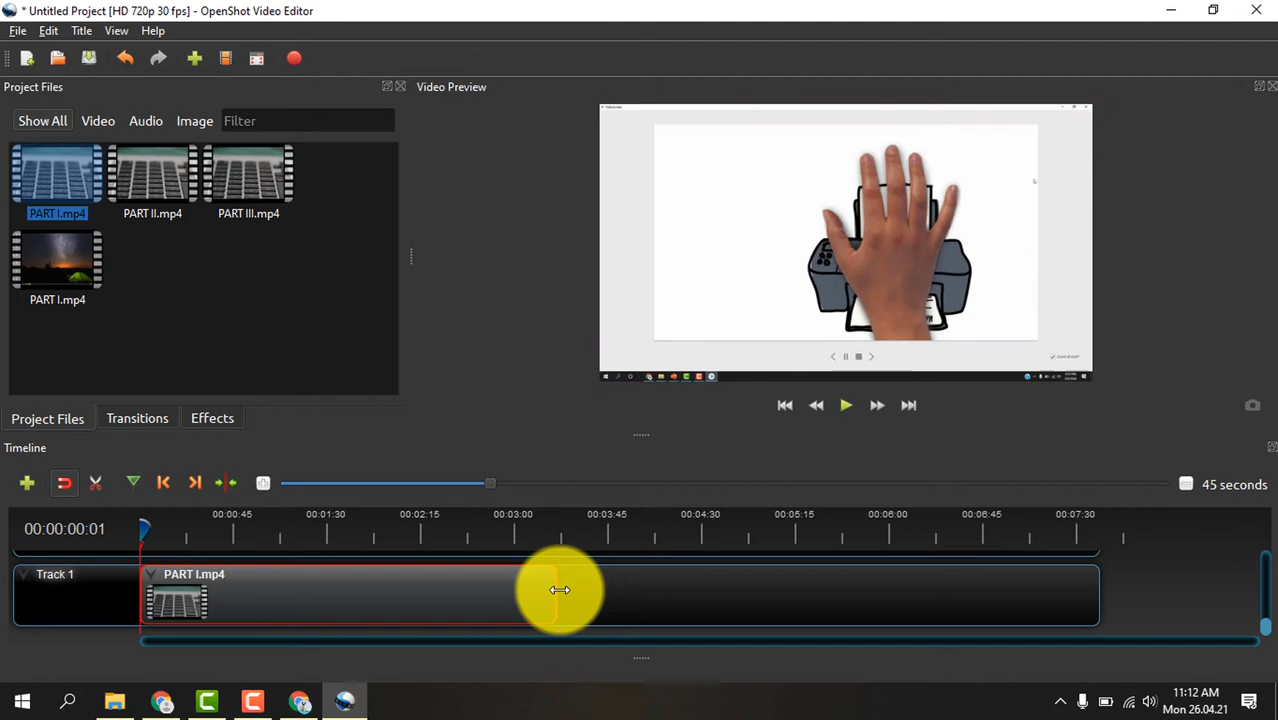 * Untitled Project [HD 720p 30 fps] - OpenShot Video Editor
File Edit Title View Help
Project Files
Video Preview
Show All Video Audio Image Filter
PART I.mp4 PART II.mp4 PART III.mp4
PART I.mp4
Project Files Transitions Effects
Timeline
45 seconds
00:00:00:01
00:00:45 00:01:30 00:02:15 00:03:00 00:03:45 00:04:30 00:05:15 00:06:00 00:06:45 00:07:30
Track 1 PART I.mp4
11:12 AM
Mon 26.04.21